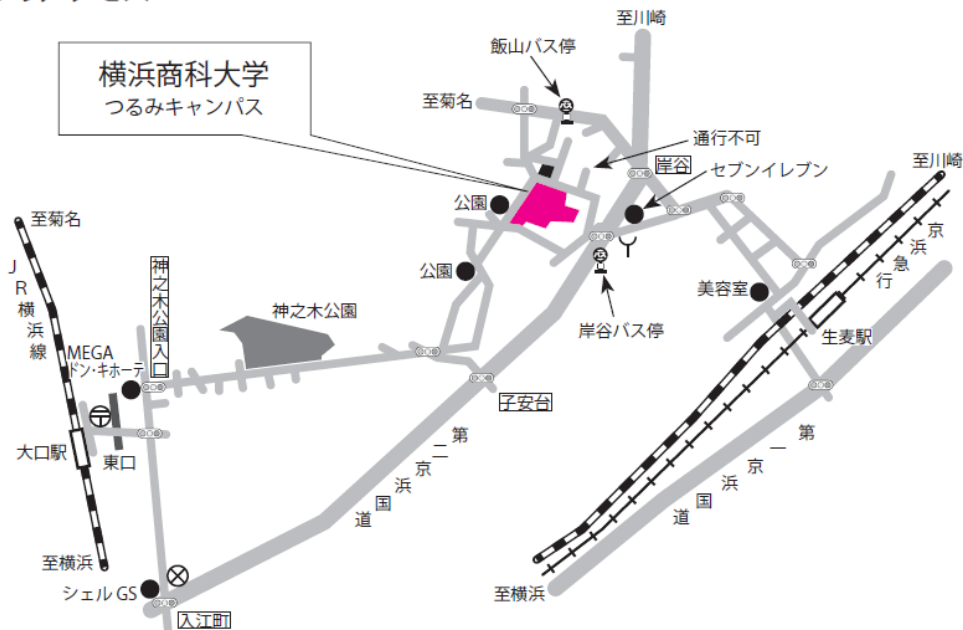 横浜商科大学
つるみキャンパス
飯山バス停
至川崎
至菊名
通行不可
岸谷
セブンイレブン
至川崎
公園
京浜急行
至菊名
JR横浜線
神之木公園入口
公園
岸谷バス停
美容室
生麦駅
神之木公園
MEGA
ドン・キホーテ
子安台
大口駅
東口
第二京浜国道
第一京浜国道
至横浜
シェル GS
至横浜
入江町